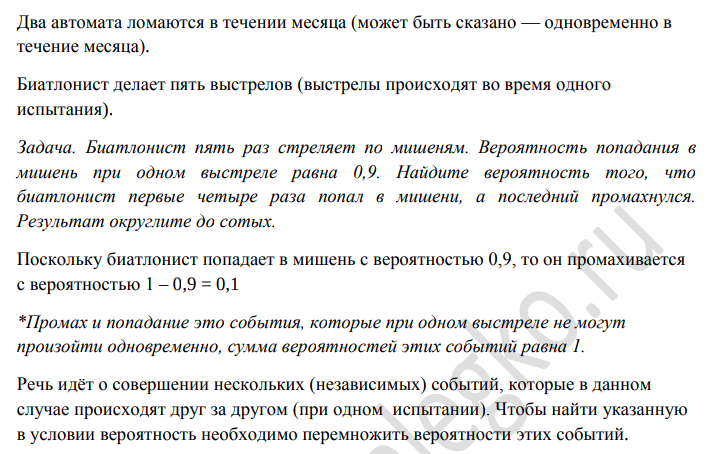 Два автомата ломаются в течении месяца (может быть сказано — одновременно в
течение месяца).
Биатлонист делает пять выстрелов (выстрелы происходят во время одного
испытания).
Задача. Биатлонист пять раз стреляет по мишеням. Вероятность попадания в
мишень при одном выстреле равна 0,9. Найдите вероятность того, что
биатлонист первые четыре раза попал в мишени, а последний промахнулся.
Результат округлите до сотых.
Поскольку биатлонист попадает в мишень с вероятностью 0,9, то он промахивается
с вероятностью 1 – 0,9 = 0,1
*Промах и попадание это события, которые при одном выстреле не могут
произойти одновременно, сумма вероятностей этих событий равна 1.
Речь идёт о совершении нескольких (независимых) событий, которые в данном
случае происходят друг за другом (при одном испытании). Чтобы найти указанную
в условии вероятность необходимо перемножить вероятности этих событий.
legko.ru